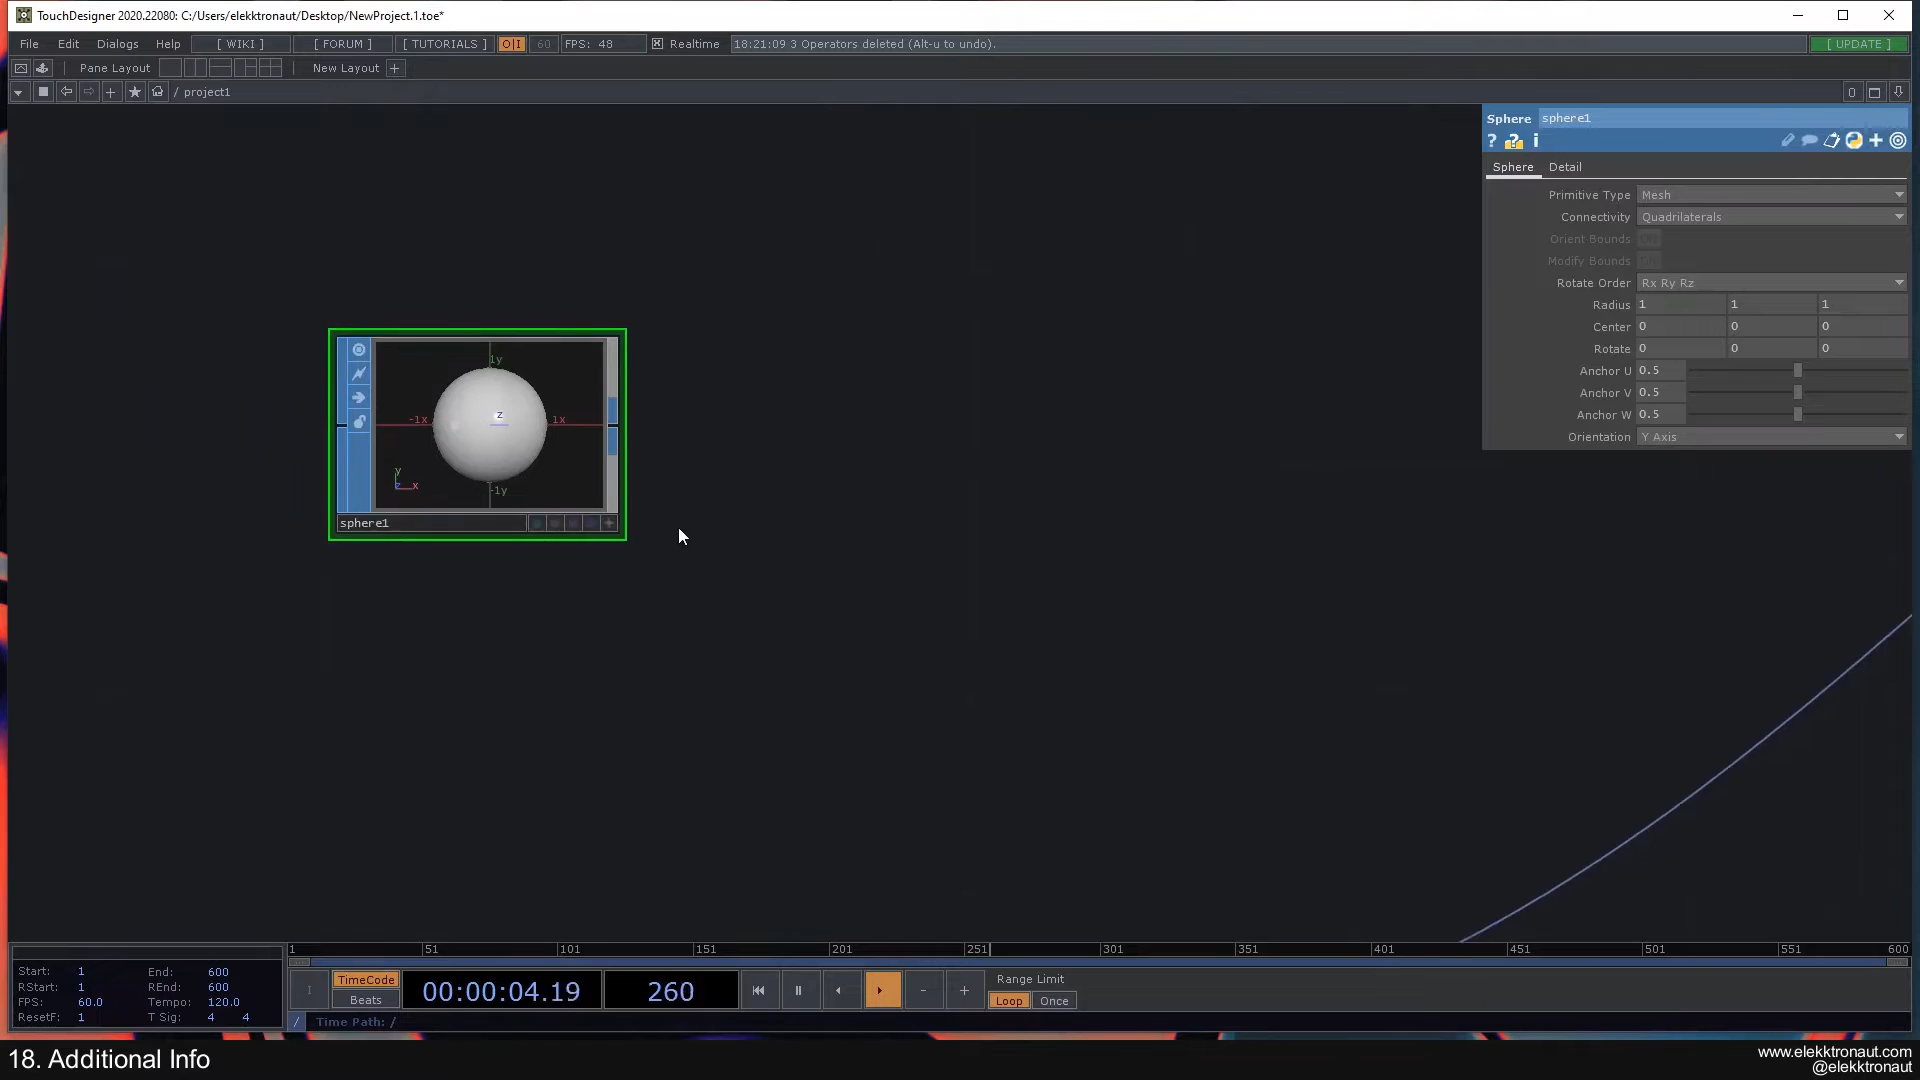 TouchDesigner 2020.22080: C:/Users/elekktronaut/Desktop/NewProject.1.toe*
File Edit Dialogs Help [ WIKI ] [ FORUM ] [ TUTORIALS ] O|I 60 FPS: 48 Realtime 18:21:09 3 Operators deleted (Alt-u to undo). [ UPDATE ]
Pane Layout New Layout +
/ project1 0
Sphere sphere1
? ? i
Sphere Detail
Primitive Type Mesh
Connectivity Quadrilaterals
Orient Bounds
Modify Bounds
Rotate Order Rx Ry Rz
Radius 1 1 1
Center 0 0 0
Rotate 0 0 0
Anchor U 0.5
Anchor V 0.5
Anchor W 0.5
Orientation Y Axis
1y
z
-1x 1x
y
z x
-1y
sphere1
1 51 101 151 201 251 301 351 401 451 501 551 600
Start: 1 End: 600
RStart: 1 REnd: 600
FPS: 60.0 Tempo: 120.0
ResetF: 1 T Sig: 4 4
TimeCode
Beats
00:00:04.19 260
- +
Range Limit
Loop Once
/ Time Path: /
18. Additional Info
www.elekktronaut.com
@elekktronaut